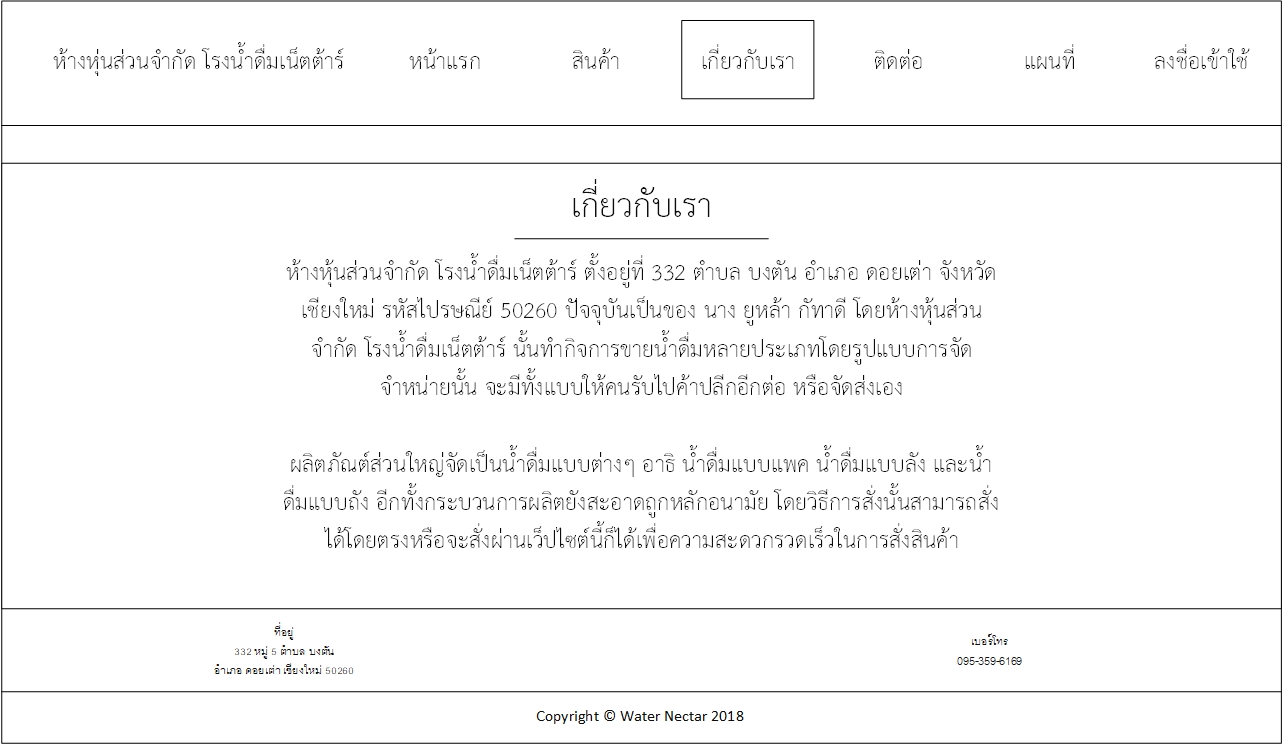 ห้างหุ่นส่วนจำกัด โรงน้ำดื่มเน็ตต้าร์ หน้าแรก สินค้า เกี่ยวกับเรา ติดต่อ แผนที่ ลงชื่อเข้าใช้
เกี่ยวกับเรา
ห้างหุ้นส่วนจำกัด โรงน้ำดื่มเน็ตต้าร์ ตั้งอยู่ที่ 332 ตำบล บงตัน อำเภอ ดอยเต่า จังหวัด
เชียงใหม่ รหัสไปรษณีย์ 50260 ปัจจุบันเป็นของ นาง ยูหล้า กัทาดี โดยห้างหุ้นส่วน
จำกัด โรงน้ำดื่มเน็ตต้าร์ นั้นทำกิจการขายน้ำดื่มหลายประเภทโดยรูปแบบการจัด
จำหน่ายนั้น จะมีทั้งแบบให้คนรับไปค้าปลีกอีกต่อ หรือจัดส่งเอง
ผลิตภัณต์ส่วนใหญ่จัดเป็นน้ำดื่มแบบต่างๆ อาธิ น้ำดื่มแบบแพค น้ำดื่มแบบลัง และน้ำ
ดื่มแบบถัง อีกทั้งกระบวนการผลิตยังสะอาดถูกหลักอนามัย โดยวิธีการสั่งนั้นสามารถสั่ง
ได้โดยตรงหรือจะสั่งผ่านเว็ปไซต์นี้ก็ได้เพื่อความสะดวกรวดเร็วในการสั่งสินค้า
ที่อยู่
332 หมู่ 5 ตำบล บงตัน
อำเภอ ดอยเต่า เชียงใหม่ 50260
เบอร์โทร
095-359-6169
Copyright © Water Nectar 2018